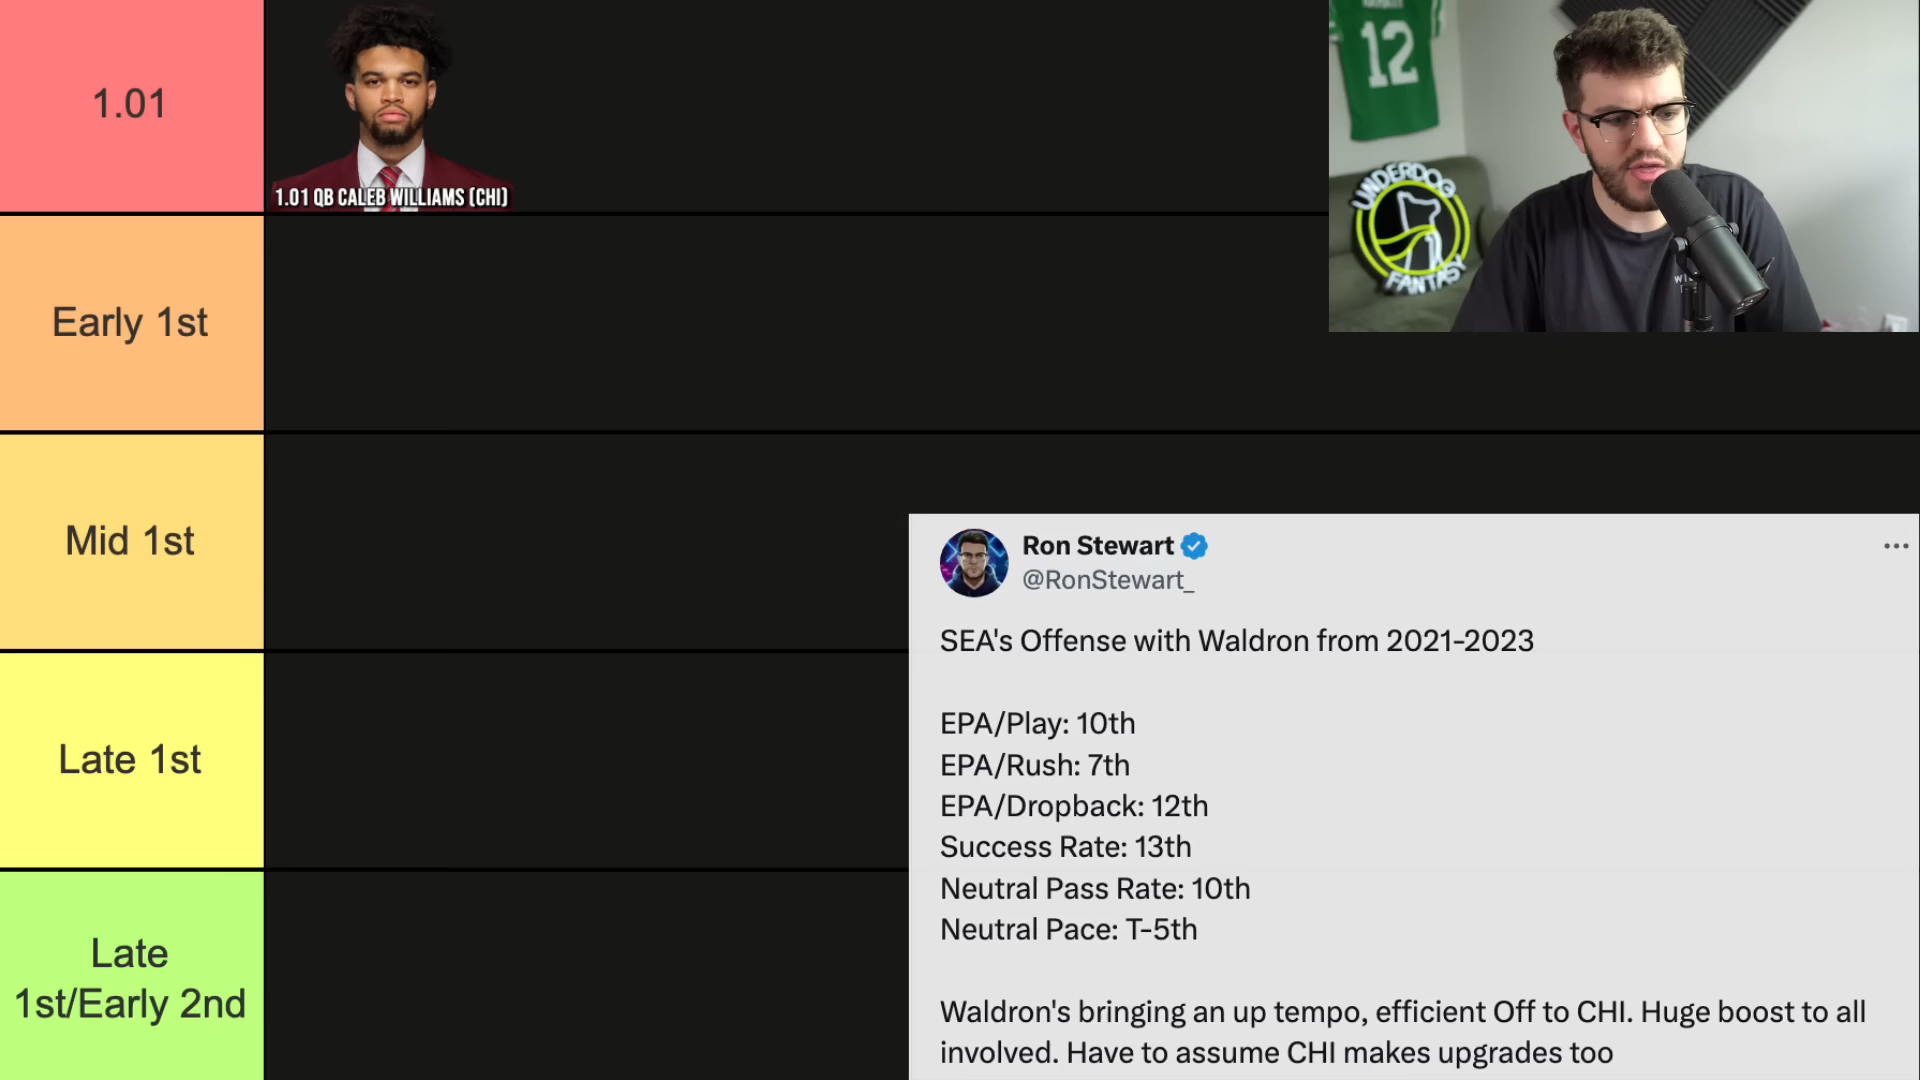 1.01
1.01 QB CALEB WILLIAMS (CHI)
12
UNDERDOG
FANTASY
Early 1st
Mid 1st
Late 1st
Late
1st/Early 2nd
Ron Stewart
@RonStewart_
SEA's Offense with Waldron from 2021-2023
EPA/Play: 10th
EPA/Rush: 7th
EPA/Dropback: 12th
Success Rate: 13th
Neutral Pass Rate: 10th
Neutral Pace: T-5th
Waldron's bringing an up tempo, efficient Off to CHI. Huge boost to all
involved. Have to assume CHI makes upgrades too